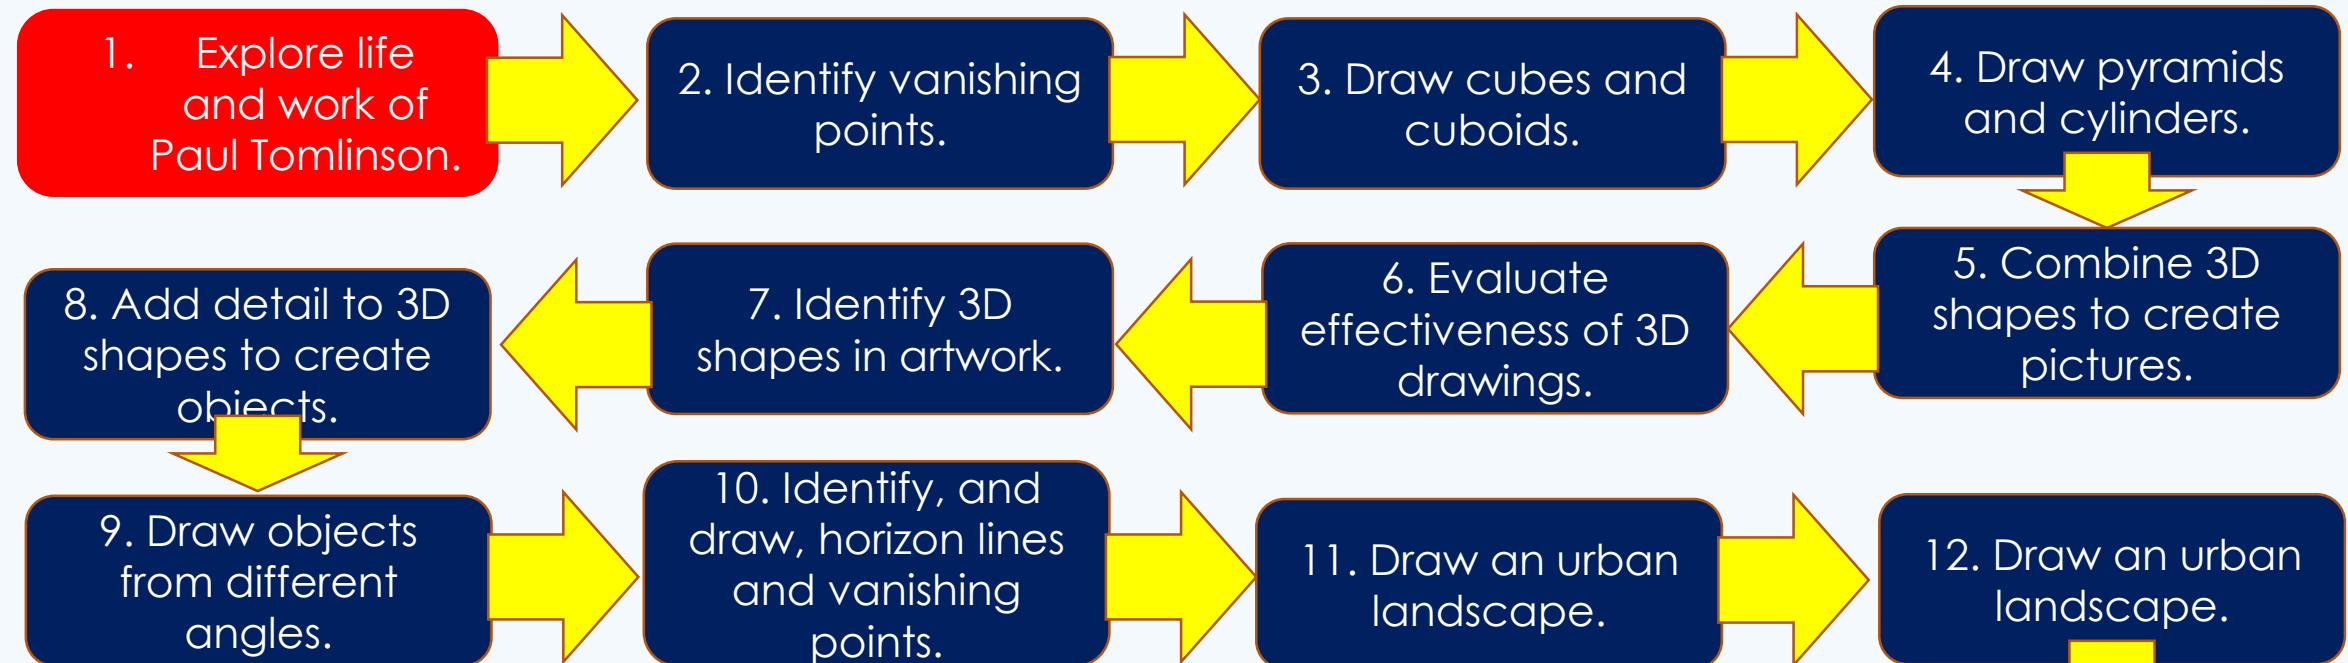 1. Explore life
and work of
Paul Tomlinson.
2. Identify vanishing
points.
3. Draw cubes and
cuboids.
4. Draw pyramids
and cylinders.
5. Combine 3D
shapes to create
pictures.
6. Evaluate
effectiveness of 3D
drawings.
7. Identify 3D
shapes in artwork.
8. Add detail to 3D
shapes to create
objects.
9. Draw objects
from different
angles.
10. Identify, and
draw, horizon lines
and vanishing
points.
11. Draw an urban
landscape.
12. Draw an urban
landscape.